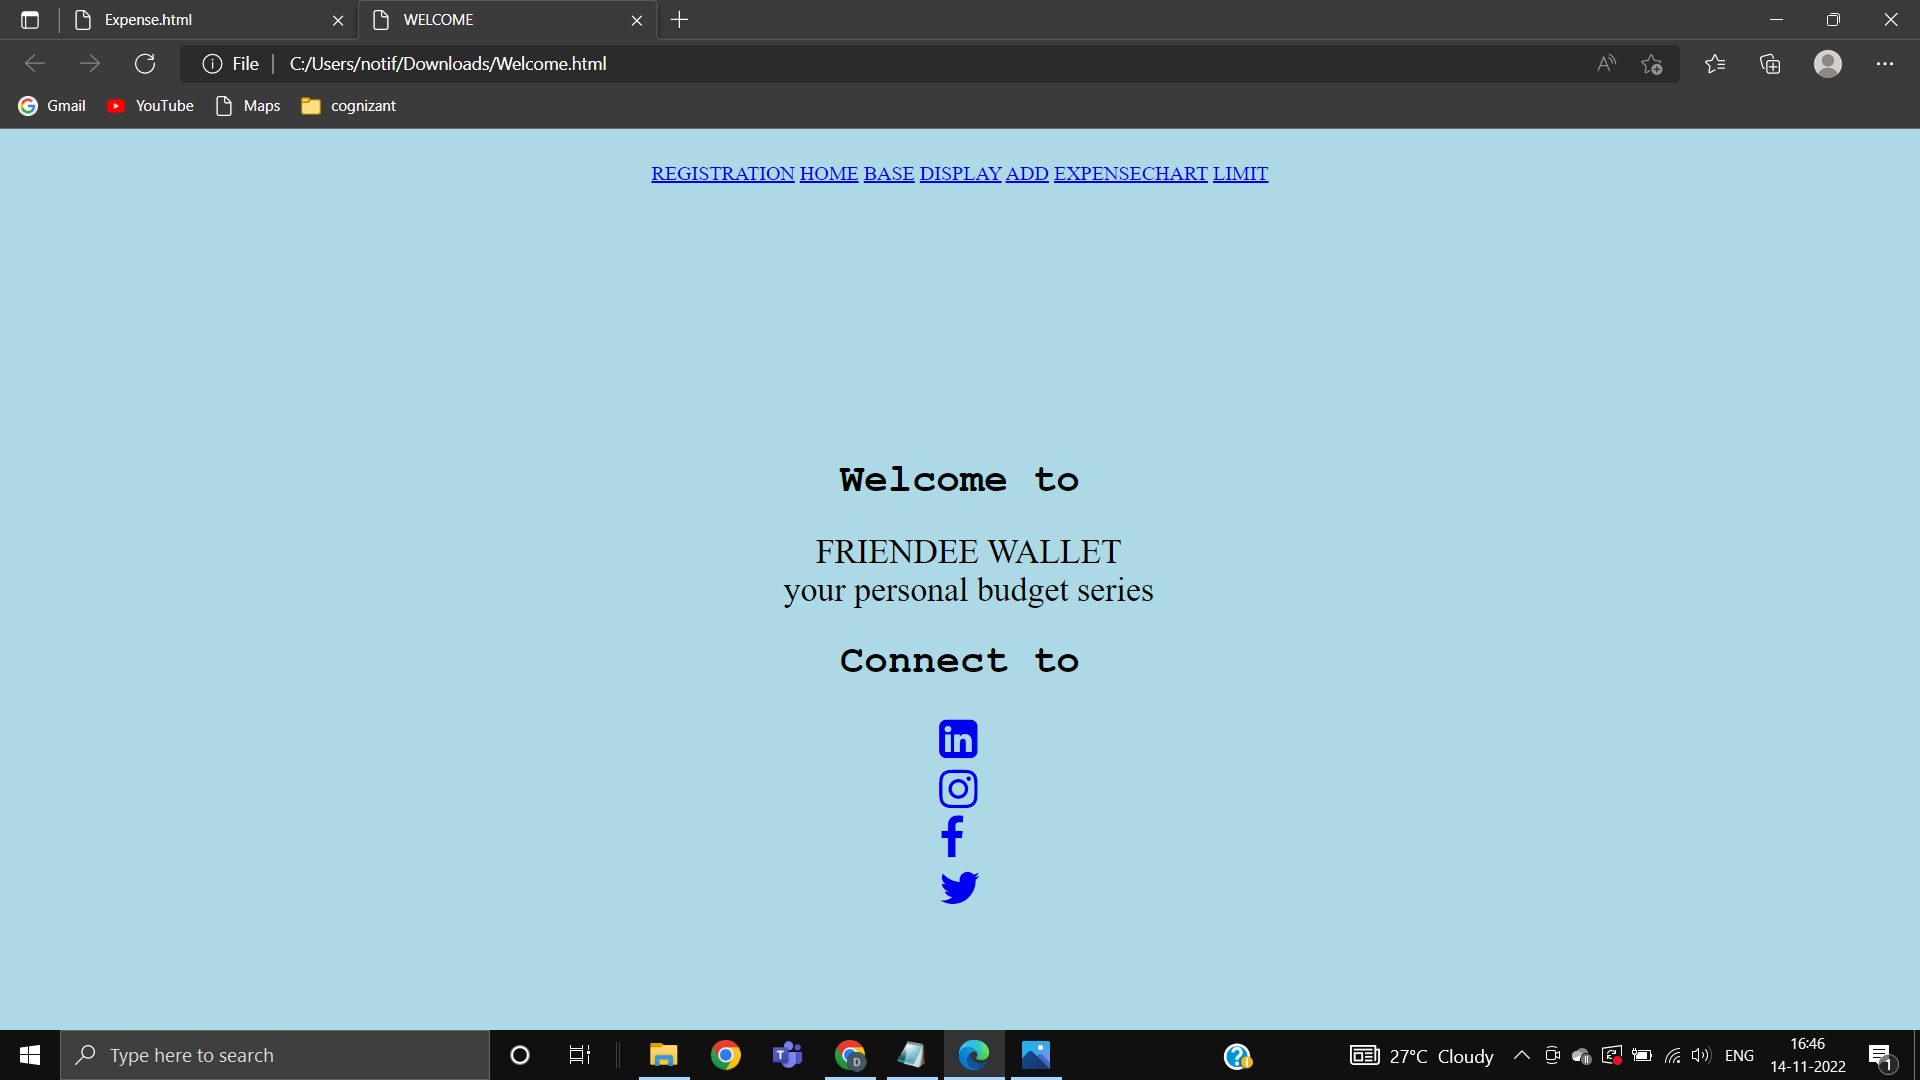 Expense.html
WELCOME
File
C:/Users/notif/Downloads/Welcome.html
Gmail
YouTube
Maps
cognizant
REGISTRATION HOME BASE DISPLAY ADD EXPENSECHART LIMIT
Welcome to
FRIENDEE WALLET
your personal budget series
Connect to
in
Type here to search
27°C Cloudy
ENG
16:46
14-11-2022
1